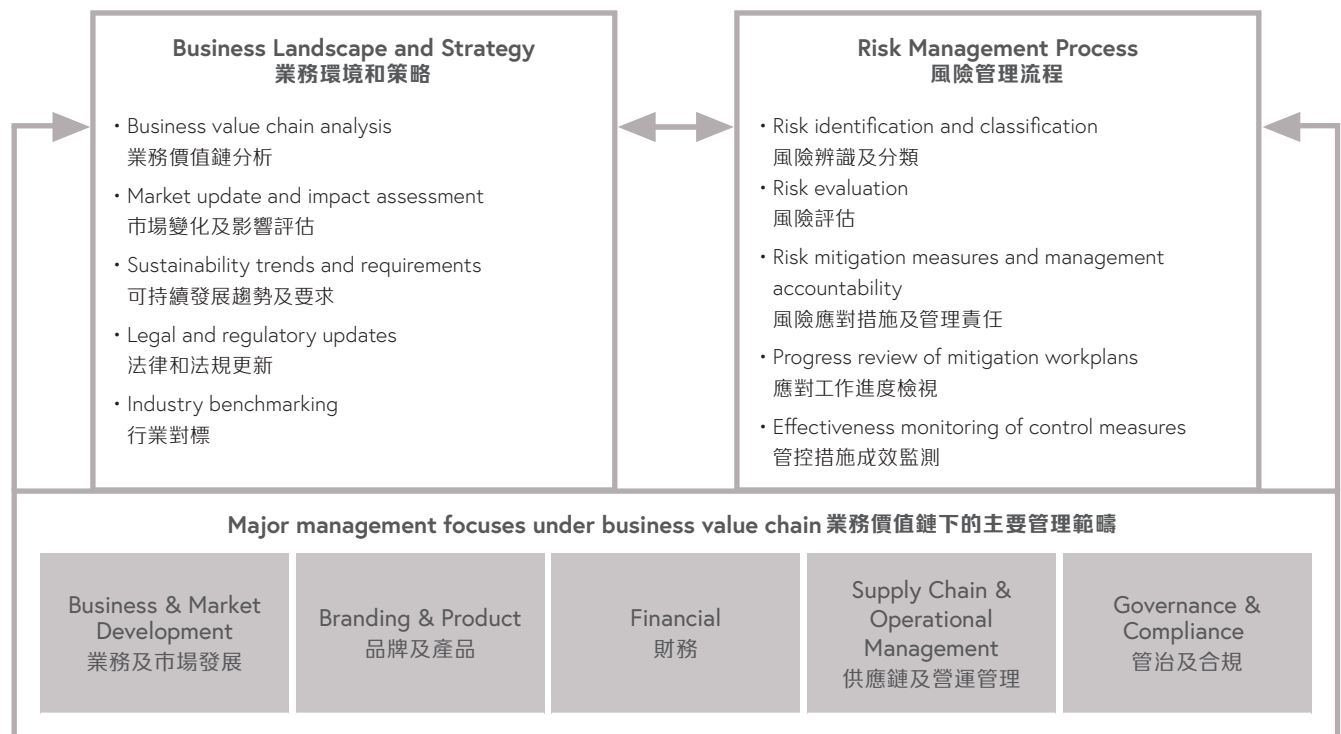 Business Landscape and Strategy
業務環境和策略
• Business value chain analysis
業務價值鏈分析
• Market update and impact assessment
市場變化及影響評估
• Sustainability trends and requirements
可持續發展趨勢及要求
• Legal and regulatory updates
法律和法規更新
• Industry benchmarking
行業對標
Risk Management Process
風險管理流程
• Risk identification and classification
風險辨識及分類
• Risk evaluation
風險評估
• Risk mitigation measures and management
accountability
風險應對措施及管理責任
• Progress review of mitigation workplans
應對工作進度檢視
• Effectiveness monitoring of control measures
管控措施成效監測
Major management focuses under business value chain 業務價值鏈下的主要管理範疇
Business & Market
Development
業務及市場發展
Branding & Product
品牌及產品
Financial
財務
Supply Chain &
Operational
Management
供應鏈及營運管理
Governance &
Compliance
管治及合規